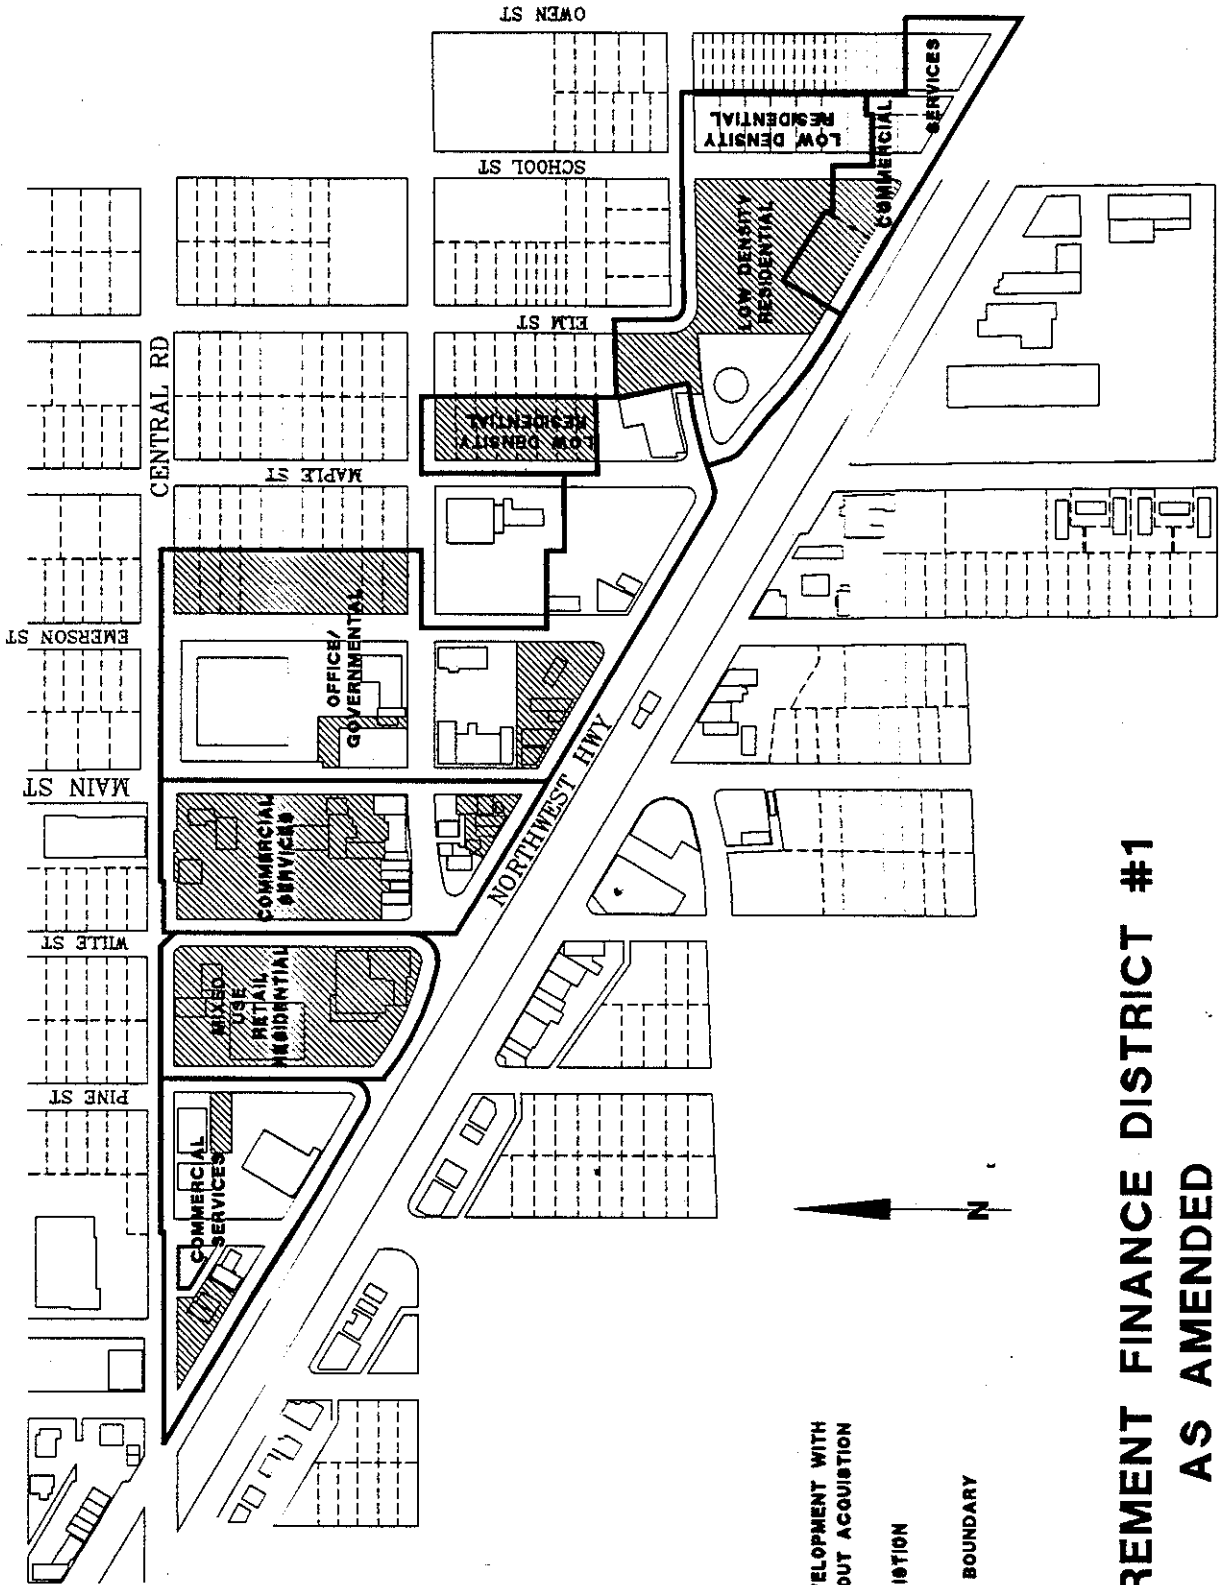 OWEN ST
SCHOOL ST
ELM ST
CENTRAL RD
MAPLE ST
EMERSON ST
MAIN ST
WILLE ST
PINE ST
NORTHWEST HWY
SERVICES
COMMERCIAL
LOW DENSITY
RESIDENTIAL
LOW DENSITY
RESIDENTIAL
LOW DENSITY
RESIDENTIAL
OFFICE/
GOVERNMENTAL
COMMERCIAL
SERVICES
MIXED
USE
RETAIL
RESIDENTIAL
COMMERCIAL
SERVICES
N
VELOPMENT WITH
OUT ACQUISTION
ISTION
BOUNDARY
REMENT FINANCE DISTRICT #1
AS AMENDED